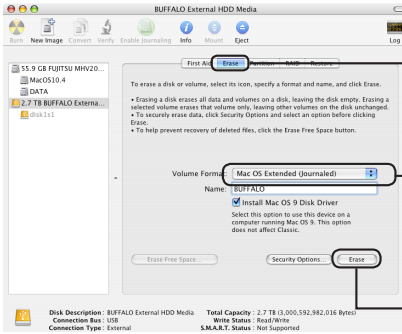 BUFFALO External HDD Media
Burn New Image Convert Verify Enable Journaling Info Mount Eject Log
First Aid Erase Partition RAID Restore
55.9 GB FUJITSU MHV20...
MacOS10.4
DATA
2.7 TB BUFFALO Externa...
disk1s1
To erase a disk or volume, select its icon, specify a format and name, and click Erase.
• Erasing a disk erases all data and volumes on a disk, leaving the disk empty. Erasing a
selected volume erases that volume only, leaving other volumes on the disk unchanged.
• To securely erase data, click Security Options and select an option before clicking
Erase.
• To help prevent recovery of deleted files, click the Erase Free Space button.
Volume Format: Mac OS Extended (Journaled)
Name: BUFFALO
Install Mac OS 9 Disk Driver
Select this option to use this device on a
computer running Mac OS 9. This option
does not affect Classic.
Erase Free Space... Security Options... Erase
Disk Description : BUFFALO External HDD Media Total Capacity : 2.7 TB (3,000,592,982,016 Bytes)
Connection Bus : USB Write Status : Read/Write
Connection Type : External S.M.A.R.T. Status : Not Supported